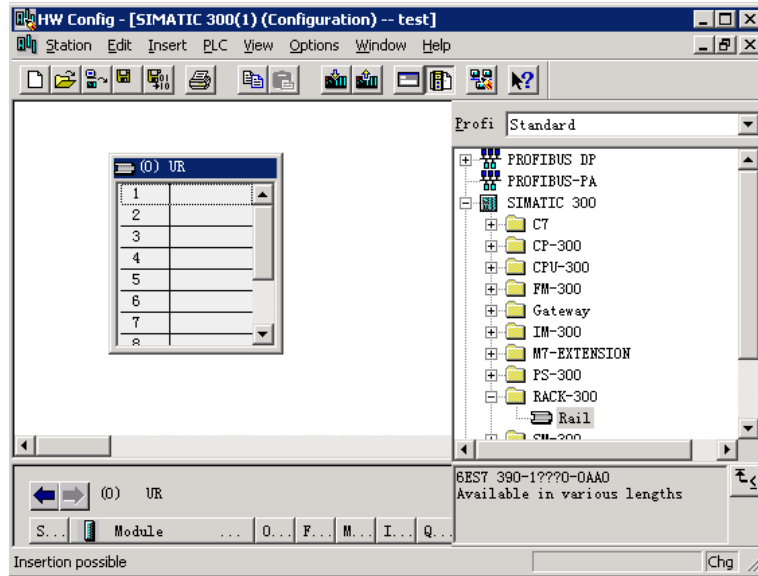 HW Config - [SIMATIC 300(1) (Configuration) -- test]
Station Edit Insert PLC View Options Window Help
Profi Standard
(0) UR
1
2
3
4
5
6
7
8
PROFIBUS DP
PROFIBUS-PA
SIMATIC 300
C7
CP-300
CPU-300
FM-300
Gateway
IM-300
M7-EXTENSION
PS-300
RACK-300
Rail
SM-300
(0) UR
S... Module ... O... F... M... I... Q...
6ES7 390-1???0-0AA0
Available in various lengths
Insertion possible
Chg